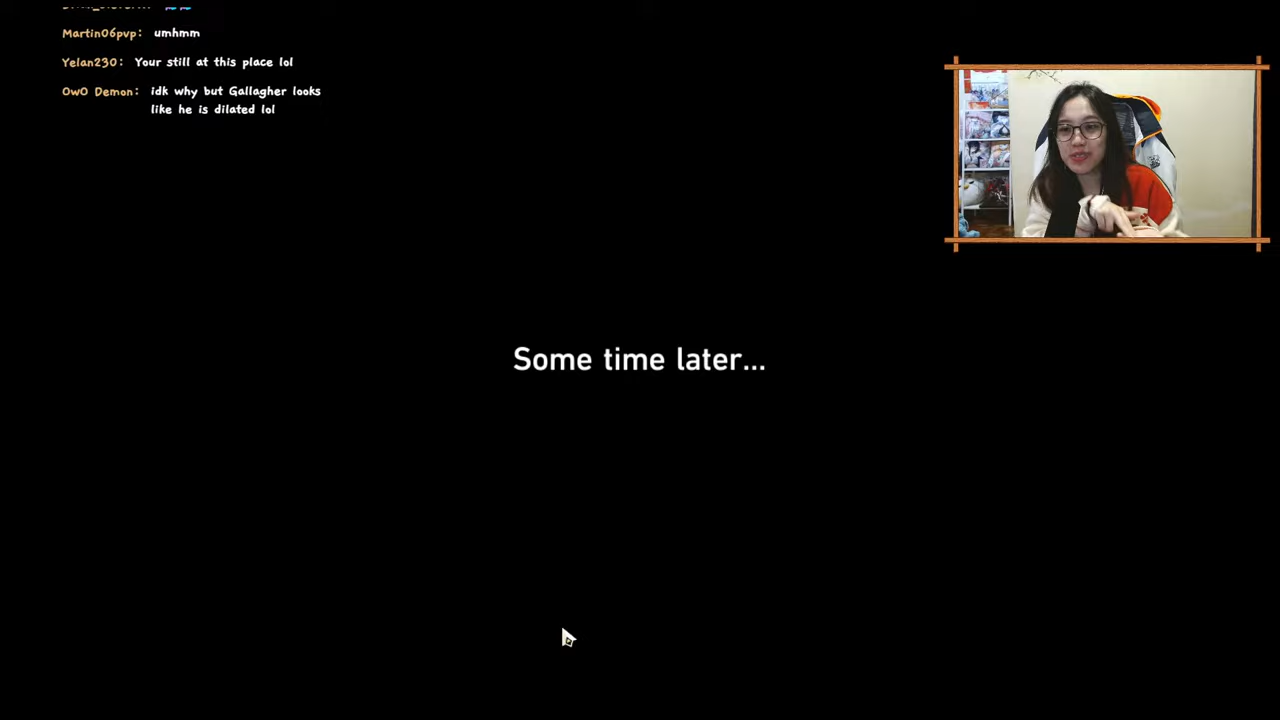 Martin06pvp: umhmm
Yelan230: Your still at this place lol
OwO Demon: idk why but Gallagher looks
like he is dilated lol
Some time later...